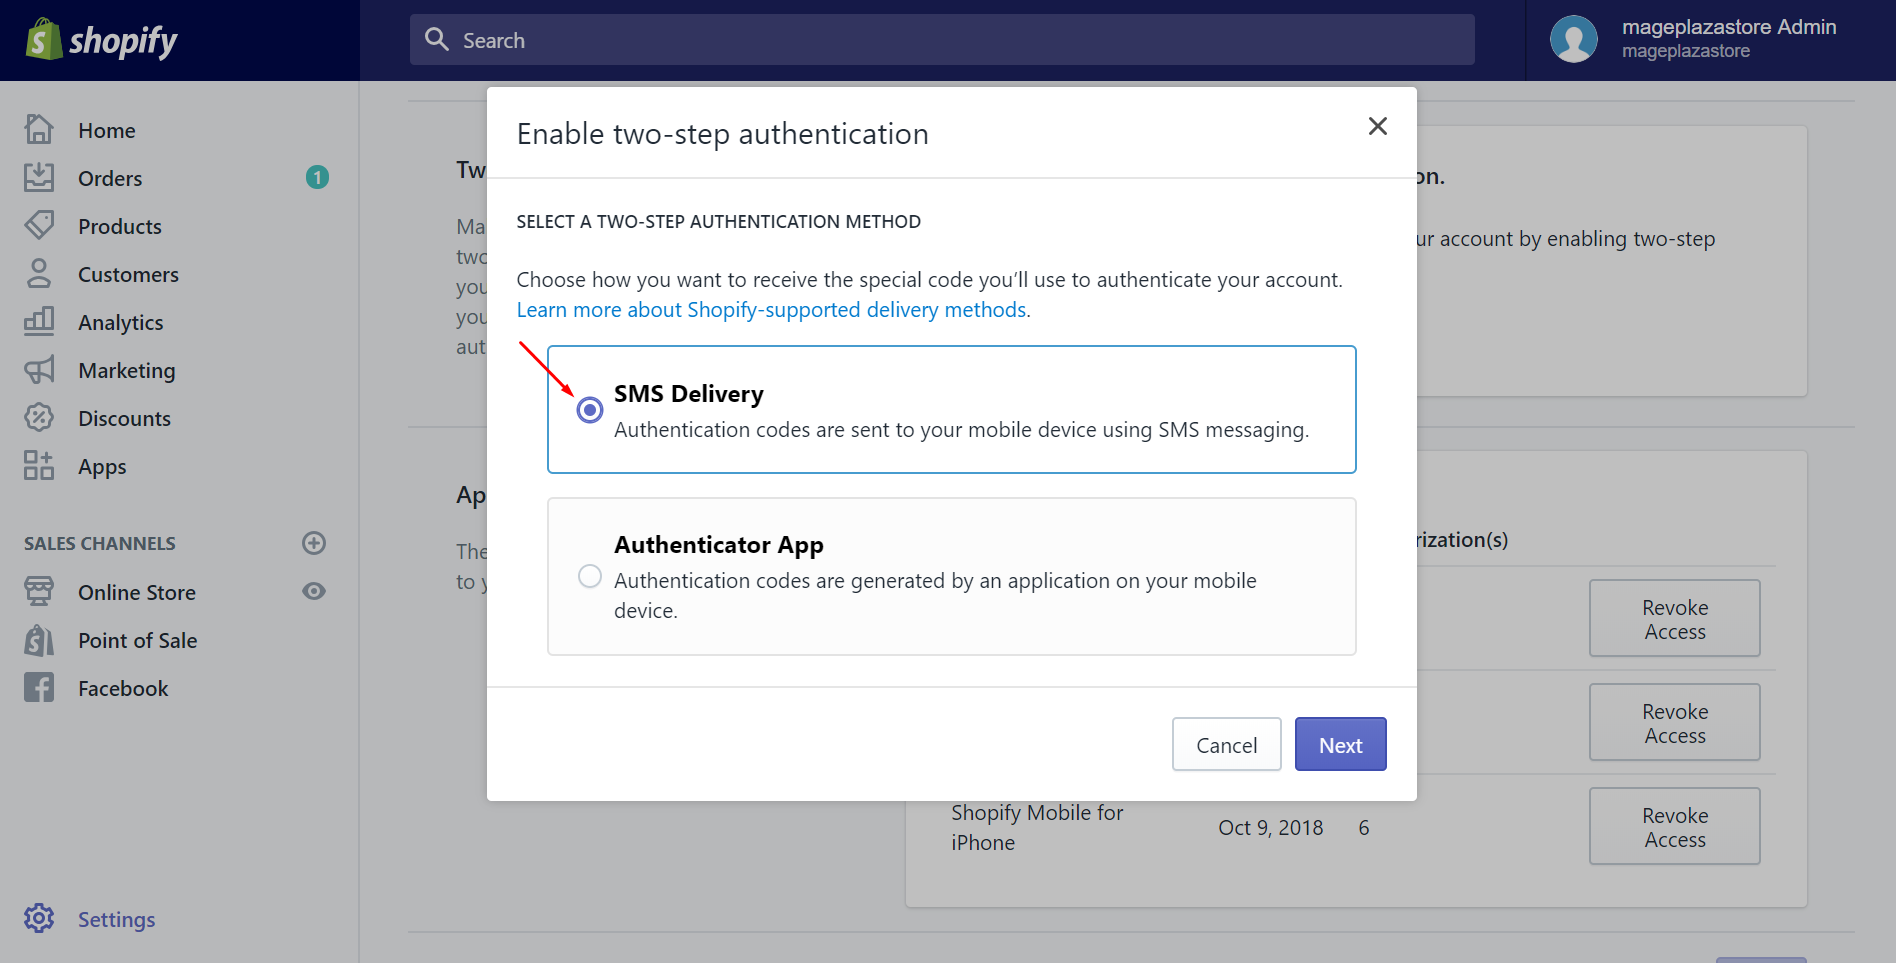 shopify
Search
mageplazastore Admin
mageplazastore
Home
Orders
1
Products
Customers
Analytics
Marketing
Discounts
Apps
SALES CHANNELS
Online Store
Point of Sale
Facebook
Settings
Tw
Ma
two
you
you
aut
on.
ur account by enabling two-step
Ap
The
to y
rization(s)
Revoke
Access
Revoke
Access
Shopify Mobile for
iPhone
Oct 9, 2018
6
Revoke
Access
Enable two-step authentication
SELECT A TWO-STEP AUTHENTICATION METHOD
Choose how you want to receive the special code you'll use to authenticate your account.
Learn more about Shopify-supported delivery methods.
SMS Delivery
Authentication codes are sent to your mobile device using SMS messaging.
Authenticator App
Authentication codes are generated by an application on your mobile
device.
Cancel
Next